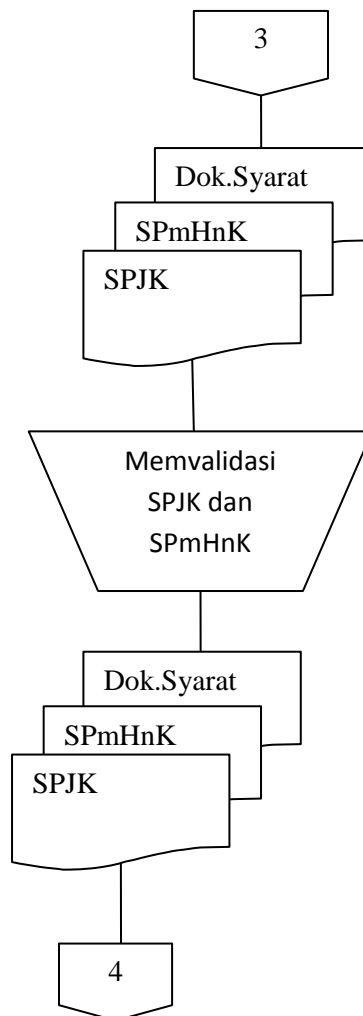 3
Dok.Syarat
SPmHnK
SPJK
Memvalidasi
SPJK dan
SPmHnK
Dok.Syarat
SPmHnK
SPJK
4